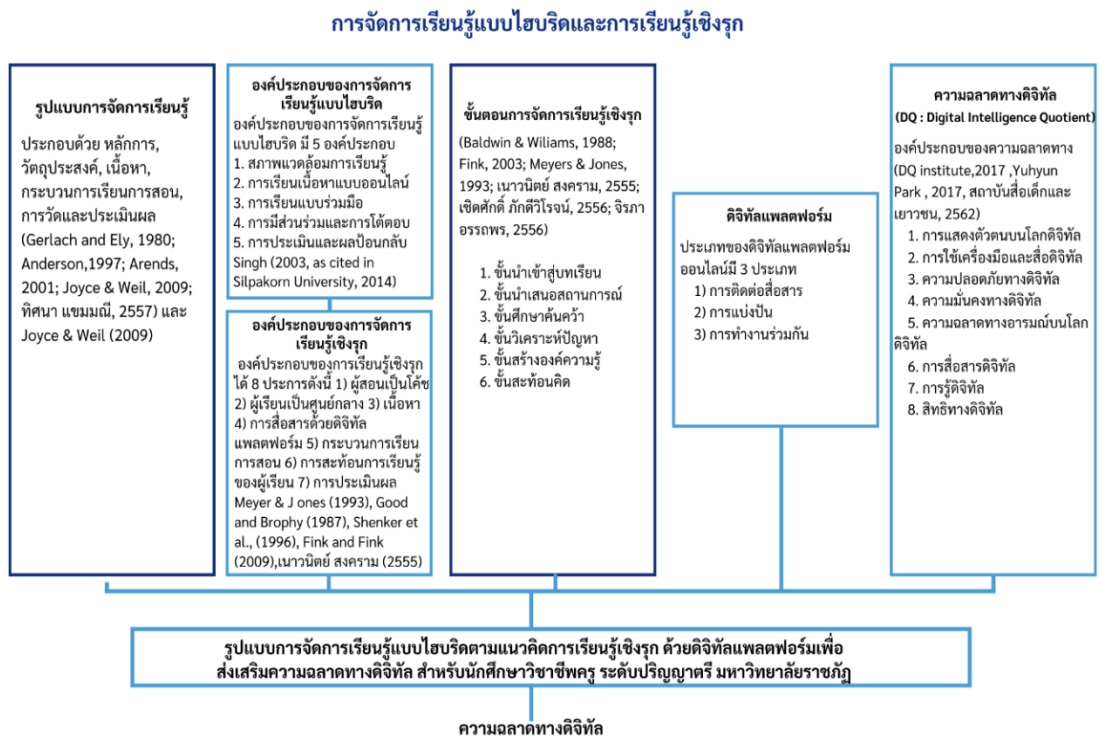 การจัดการเรียนรู้แบบไฮบริดและการเรียนรู้เชิงรุก
รูปแบบการจัดการเรียนรู้
ประกอบด้วย หลักการ,
วัตถุประสงค์, เนื้อหา,
กระบวนการเรียนการสอน,
การวัดและประเมินผล
(Gerlach and Ely, 1980;
Anderson,1997; Arends,
2001; Joyce & Weil, 2009;
ทิศนา แขมมณี, 2557) และ
Joyce & Weil (2009)
องค์ประกอบของการจัดการ
เรียนรู้แบบไฮบริด
องค์ประกอบของการจัดการเรียนรู้
แบบไฮบริด มี 5 องค์ประกอบ
1. สภาพแวดล้อมการเรียนรู้
2. การเรียนเนื้อหาแบบออนไลน์
3. การเรียนแบบร่วมมือ
4. การมีส่วนร่วมและการโต้ตอบ
5. การประเมินและผลป้อนกลับ
Singh (2003, as cited in
Silpakorn University, 2014)
องค์ประกอบของการจัดการ
เรียนรู้เชิงรุก
องค์ประกอบของการเรียนรู้เชิงรุก
ได้ 8 ประการดังนี้ 1) ผู้สอนเป็นโค้ช
2) ผู้เรียนเป็นศูนย์กลาง 3) เนื้อหา
4) การสื่อสารด้วยดิจิทัล
แพลตฟอร์ม 5) กระบวนการเรียน
การสอน 6) การสะท้อนการเรียนรู้
ของผู้เรียน 7) การประเมินผล
Meyer & J ones (1993), Good
and Brophy (1987), Shenker et
al., (1996), Fink and Fink
(2009),เนาวนิตย์ สงคราม (2555)
ขั้นตอนการจัดการเรียนรู้เชิงรุก
(Baldwin & Wiliams, 1988;
Fink, 2003; Meyers & Jones,
1993; เนาวนิตย์ สงคราม, 2555;
เชิดศักดิ์ ภักดีวิโรจน์, 2556; จิรภา
อรรถพร, 2556)
1. ขั้นนำเข้าสู่บทเรียน
2. ขั้นนำเสนอสถานการณ์
3. ขั้นศึกษาค้นคว้า
4. ขั้นวิเคราะห์ปัญหา
5. ขั้นสร้างองค์ความรู้
6. ขั้นสะท้อนคิด
ดิจิทัลแพลตฟอร์ม
ประเภทของดิจิทัลแพลตฟอร์ม
ออนไลน์มี 3 ประเภท
1) การติดต่อสื่อสาร
2) การแบ่งปัน
3) การทำงานร่วมกัน
ความฉลาดทางดิจิทัล
(DQ : Digital Intelligence Quotient)
องค์ประกอบของความฉลาดทาง
(DQ institute,2017 ,Yuhyun
Park , 2017, สถาบันสื่อเด็กและ
เยาวชน, 2562)
1. การแสดงตัวตนบนโลกดิจิทัล
2. การใช้เครื่องมือและสื่อดิจิทัล
3. ความปลอดภัยทางดิจิทัล
4. ความมั่นคงทางดิจิทัล
5. ความฉลาดทางอารมณ์บนโลก
ดิจิทัล
6. การสื่อสารดิจิทัล
7. การรู้ดิจิทัล
8. สิทธิทางดิจิทัล
รูปแบบการจัดการเรียนรู้แบบไฮบริดตามแนวคิดการเรียนรู้เชิงรุก ด้วยดิจิทัลแพลตฟอร์มเพื่อ
ส่งเสริมความฉลาดทางดิจิทัล สำหรับนักศึกษาวิชาชีพครู ระดับปริญญาตรี มหาวิทยาลัยราชภัฏ
ความฉลาดทางดิจิทัล